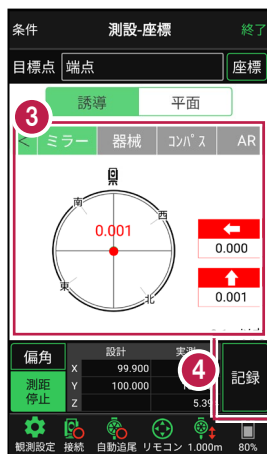 条件 測設-座標 終了
目標点 端点 座標
誘導 平面
3
< ミラー 器械 コンパス AR
南 西
0.001
東 北
0.000
0.001
偏角
設計 実測
4
記録
測距
停止
X 99.900
Y 100.000
Z 5.39
観測設定 接続 自動追尾 リモコン 1.000m 80%